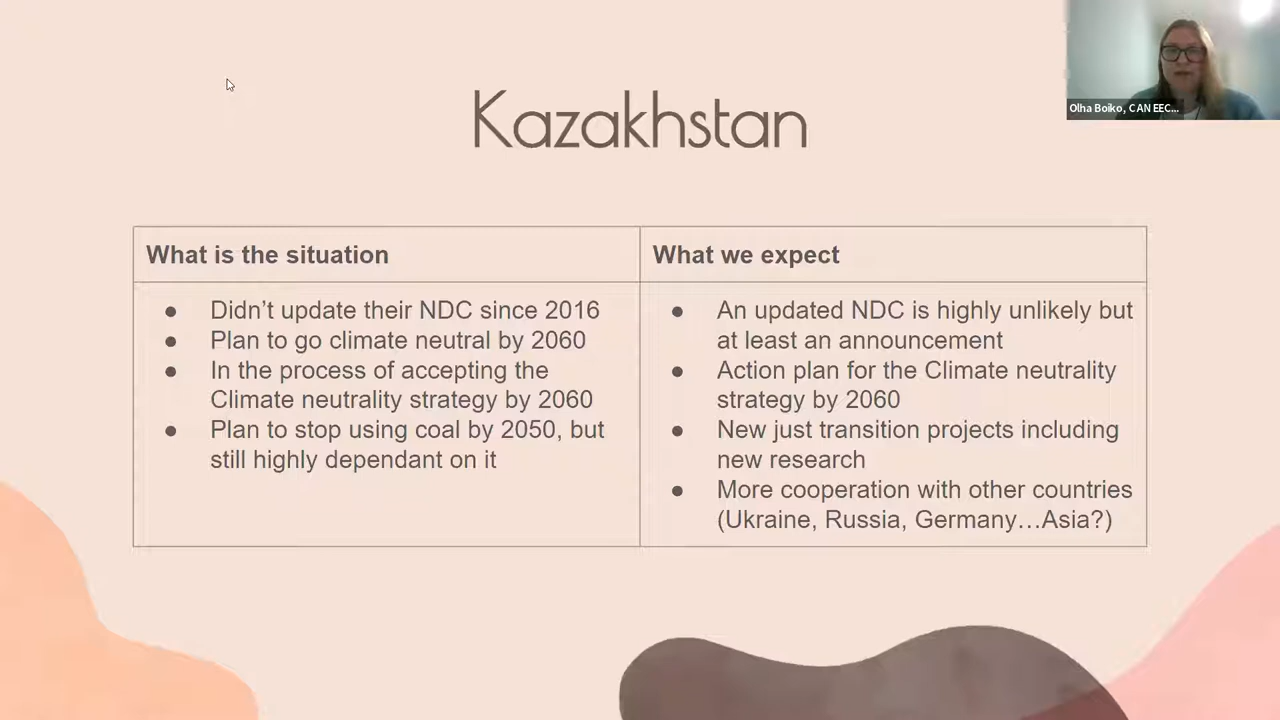 Olha Boiko, CAN EEC...
Kazakhstan
What is the situation
● Didn't update their NDC since 2016
● Plan to go climate neutral by 2060
● In the process of accepting the
Climate neutrality strategy by 2060
● Plan to stop using coal by 2050, but
still highly dependant on it
What we expect
● An updated NDC is highly unlikely but
at least an announcement
● Action plan for the Climate neutrality
strategy by 2060
● New just transition projects including
new research
● More cooperation with other countries
(Ukraine, Russia, Germany…Asia?)